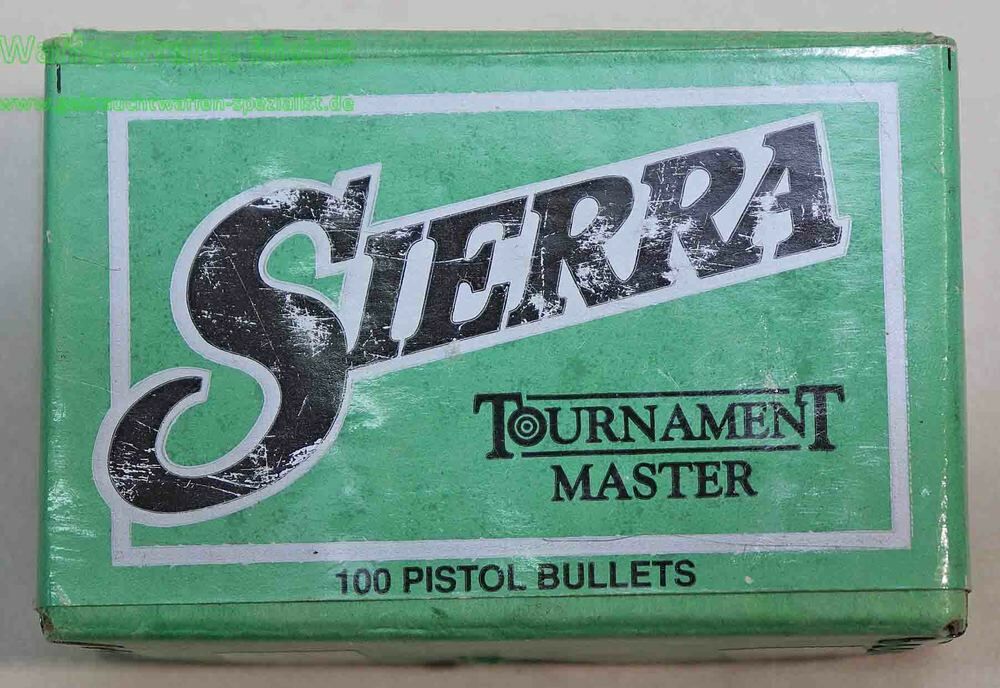 www.gebrauchtwaffen-spezialist.de
SIERRA
TOURNAMENT
MASTER
100 PISTOL BULLETS